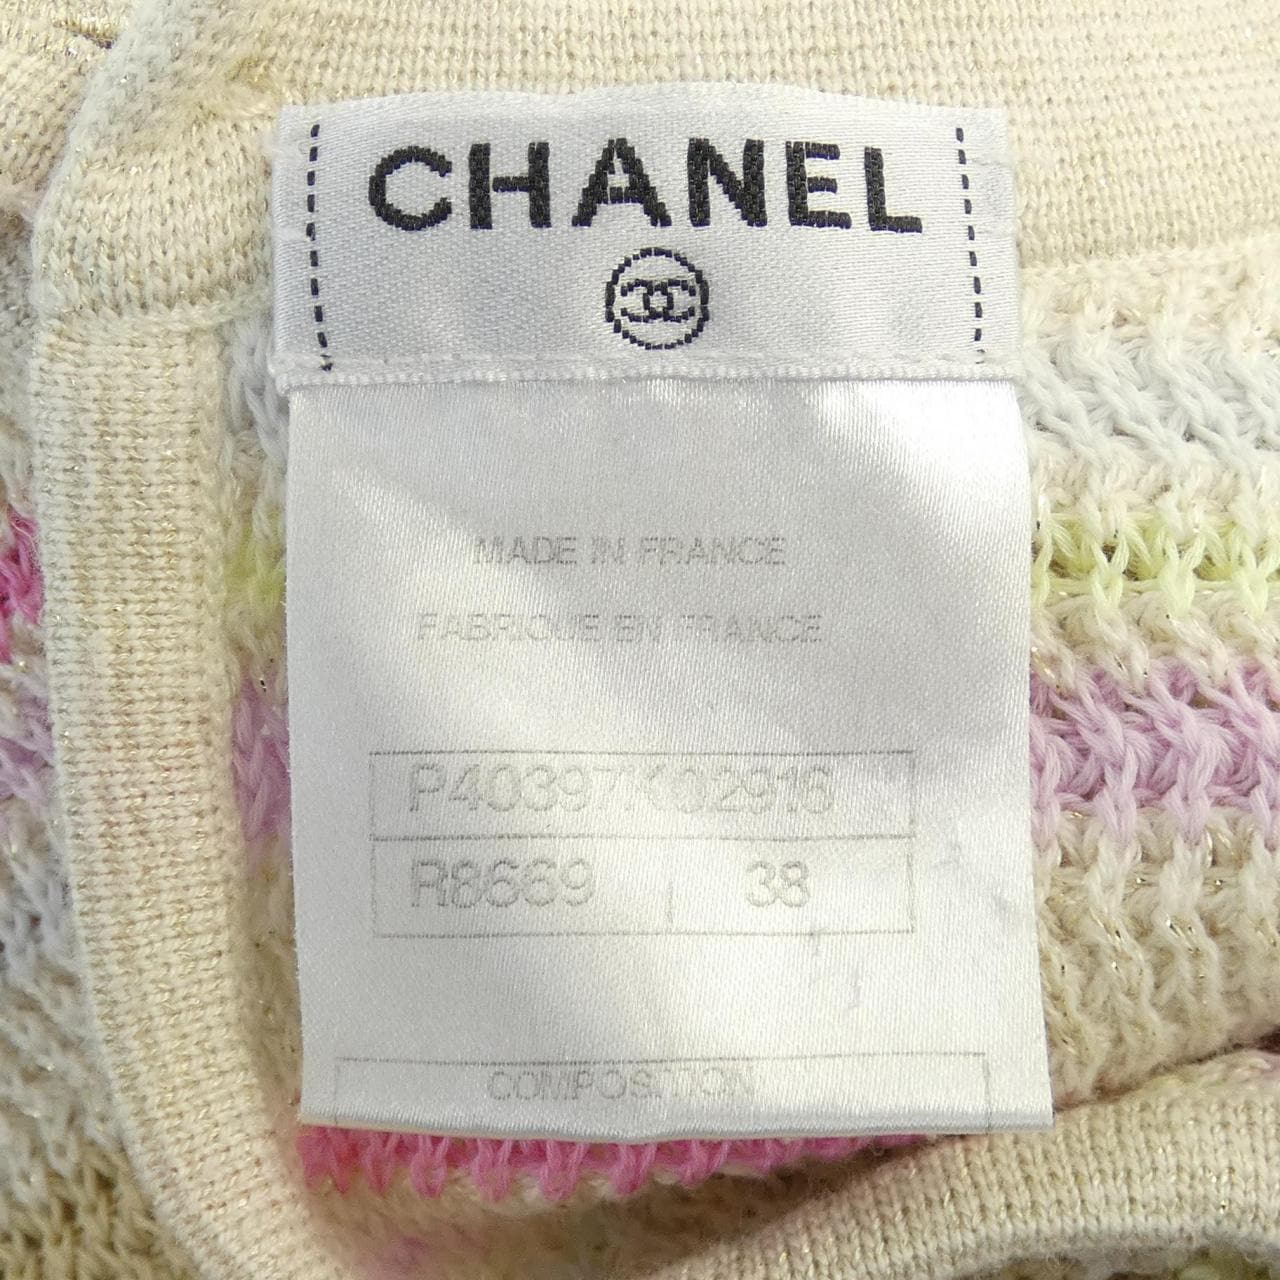 CHANEL
MADE IN FRANCE
FABRIQUE EN FRANCE
P40397K02916
R8669 38
COMPOSITION